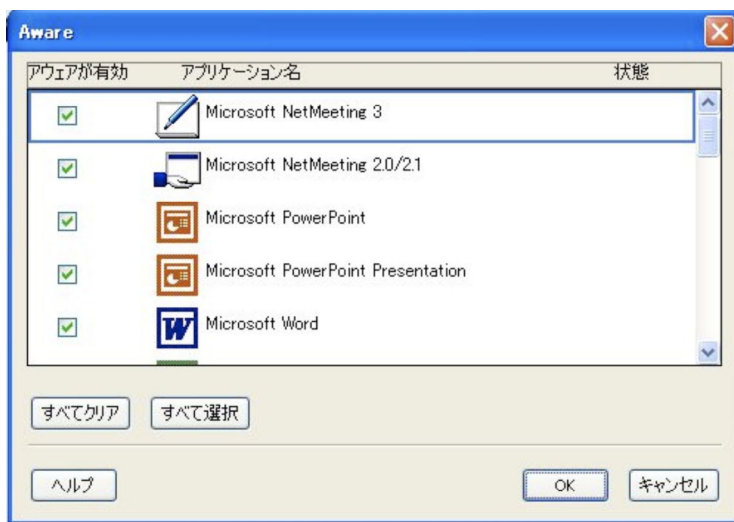 Aware
アウェアが有効 アプリケーション名 状態
Microsoft NetMeeting 3
Microsoft NetMeeting 2.0/2.1
Microsoft PowerPoint
Microsoft PowerPoint Presentation
Microsoft Word
すべてクリア すべて選択
ヘルプ OK キャンセル